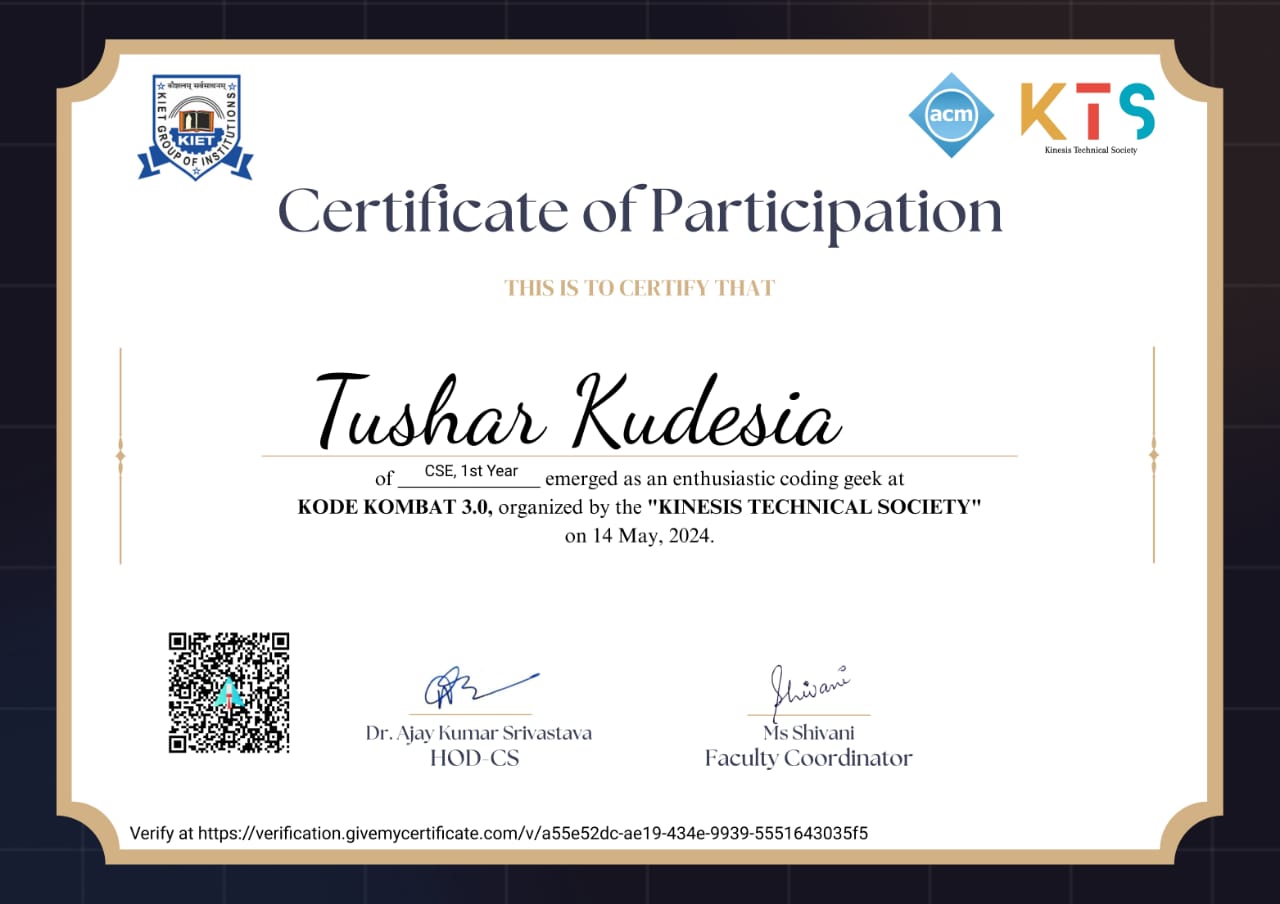 कौशलम् सर्वसाधनम्
KIET GROUP OF INSTITUTIONS
KIET
acm
KTS
Kinesis Technical Society
Certificate of Participation
THIS IS TO CERTIFY THAT
Tushar Kudesia
of CSE, 1st Year emerged as an enthusiastic coding geek at
KODE KOMBAT 3.0, organized by the "KINESIS TECHNICAL SOCIETY"
on 14 May, 2024.
Shivani
Dr. Ajay Kumar Srivastava
HOD-CS
Ms Shivani
Faculty Coordinator
Verify at https://verification.givemycertificate.com/v/a55e52dc-ae19-434e-9939-5551643035f5